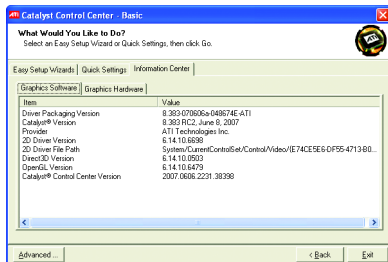 ATI Catalyst Control Center - Basic
What Would You Like to Do?
Select an Easy Setup Wizard or Quick Settings, then click Go.
ATI
Easy Setup Wizards Quick Settings Information Center
Graphics Software Graphics Hardware
Item Value
Driver Packaging Version 8.383-070606a-048674E-ATI
Catalyst® Version 8.383 RC2, June 8, 2007
Provider ATI Technologies Inc.
2D Driver Version 6.14.10.6698
2D Driver File Path System/CurrentControlSet/Control/Video/{E74CE5E6-DF55-4713-B0...
Direct3D Version 6.14.10.0503
OpenGL Version 6.14.10.6479
Catalyst® Control Center Version 2007.0606.2231.38398
Advanced ... < Back Exit